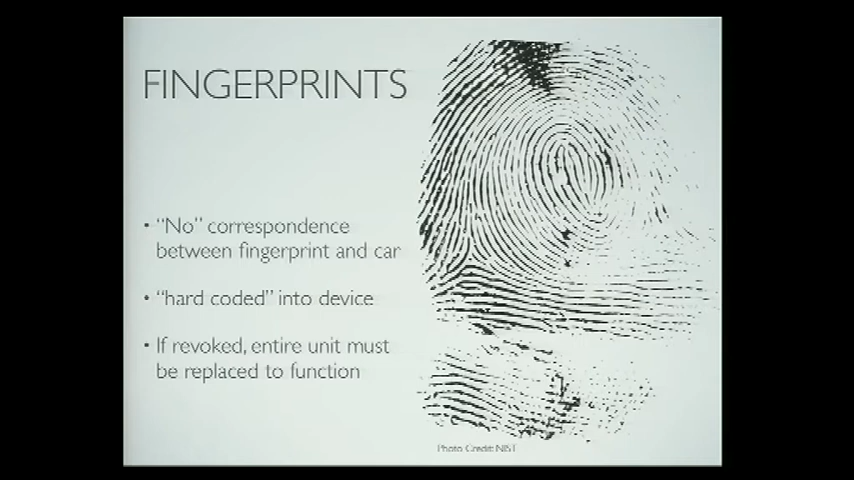 FINGERPRINTS
• “No” correspondence
between fingerprint and car
• “hard coded” into device
• If revoked, entire unit must
be replaced to function
Photo Credit: NIST